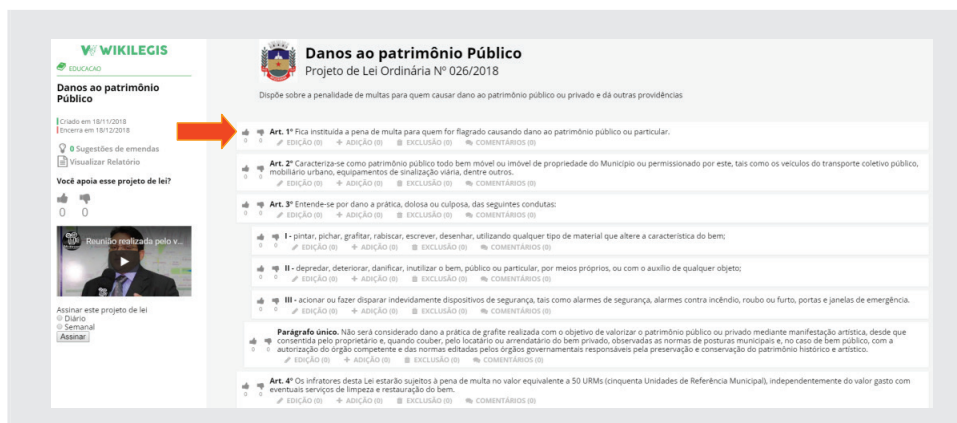 WIKILEGIS
EDUCACAO
Danos ao patrimônio
Público
Criado em 18/11/2018
Encerra em 18/12/2018
0 Sugestões de emendas
Visualizar Relatório
Você apoia esse projeto de lei?
0 0
Reunião realizada pelo v...
Assinar este projeto de lei
Diário
Semanal
Assinar
Danos ao patrimônio Público
Projeto de Lei Ordinária Nº 026/2018
Dispõe sobre a penalidade de multas para quem causar dano ao patrimônio público ou privado e dá outras providências
Art. 1º Fica instituída a pena de multa para quem for flagrado causando dano ao patrimônio público ou particular.
0 0 EDIÇÃO (0) + ADIÇÃO (0) EXCLUSÃO (0) COMENTÁRIOS (0)
Art. 2º Caracteriza-se como patrimônio público todo bem móvel ou imóvel de propriedade do Município ou permissionado por este, tais como os veículos do transporte coletivo público,
mobiliário urbano, equipamentos de sinalização viária, dentre outros.
0 0 EDIÇÃO (0) + ADIÇÃO (0) EXCLUSÃO (0) COMENTÁRIOS (0)
Art. 3º Entende-se por dano a prática, dolosa ou culposa, das seguintes condutas:
0 0 EDIÇÃO (0) + ADIÇÃO (0) EXCLUSÃO (0) COMENTÁRIOS (0)
I - pintar, pichar, grafitar, rabiscar, escrever, desenhar, utilizando qualquer tipo de material que altere a característica do bem;
0 0 EDIÇÃO (0) + ADIÇÃO (0) EXCLUSÃO (0) COMENTÁRIOS (0)
II - depredar, deteriorar, danificar, inutilizar o bem, público ou particular, por meios próprios, ou com o auxílio de qualquer objeto;
0 0 EDIÇÃO (0) + ADIÇÃO (0) EXCLUSÃO (0) COMENTÁRIOS (0)
III - acionar ou fazer disparar indevidamente dispositivos de segurança, tais como alarmes de segurança, alarmes contra incêndio, roubo ou furto, portas e janelas de emergência.
0 0 EDIÇÃO (0) + ADIÇÃO (0) EXCLUSÃO (0) COMENTÁRIOS (0)
Parágrafo único. Não será considerado dano a prática de grafite realizada com o objetivo de valorizar o patrimônio público ou privado mediante manifestação artística, desde que
consentida pelo proprietário e, quando couber, pelo locatário ou arrendatário do bem privado, observadas as normas de posturas municipais e, no caso de bem público, com a
autorização do órgão competente e das normas editadas pelos órgãos governamentais responsáveis pela preservação e conservação do patrimônio histórico e artístico.
0 0 EDIÇÃO (0) + ADIÇÃO (0) EXCLUSÃO (0) COMENTÁRIOS (0)
Art. 4º Os infratores desta Lei estarão sujeitos à pena de multa no valor equivalente a 50 URMs (cinquenta Unidades de Referência Municipal), independentemente do valor gasto com
eventuais serviços de limpeza e restauração do bem.
0 0 EDIÇÃO (0) + ADIÇÃO (0) EXCLUSÃO (0) COMENTÁRIOS (0)